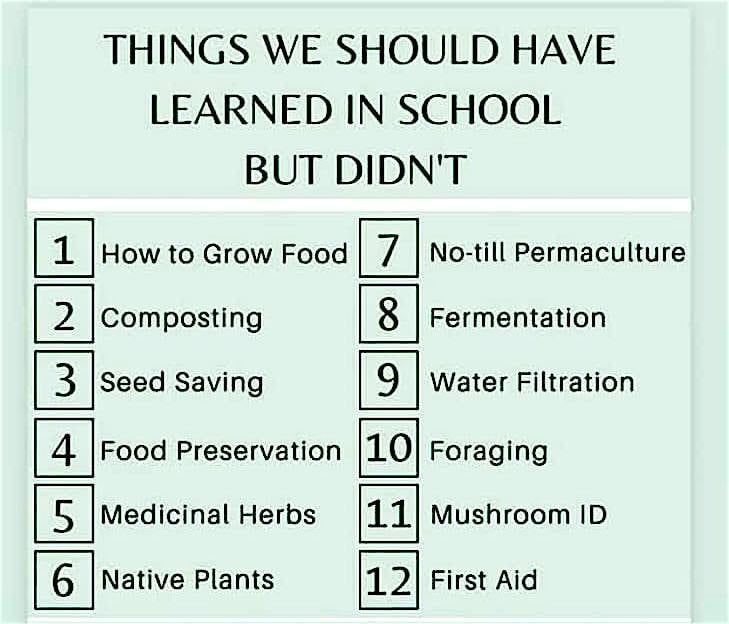 THINGS WE SHOULD HAVE
LEARNED IN SCHOOL
BUT DIDN'T
1 How to Grow Food
2 Composting
3 Seed Saving
4 Food Preservation
5 Medicinal Herbs
6 Native Plants
7 No-till Permaculture
8 Fermentation
9 Water Filtration
10 Foraging
11 Mushroom ID
12 First Aid